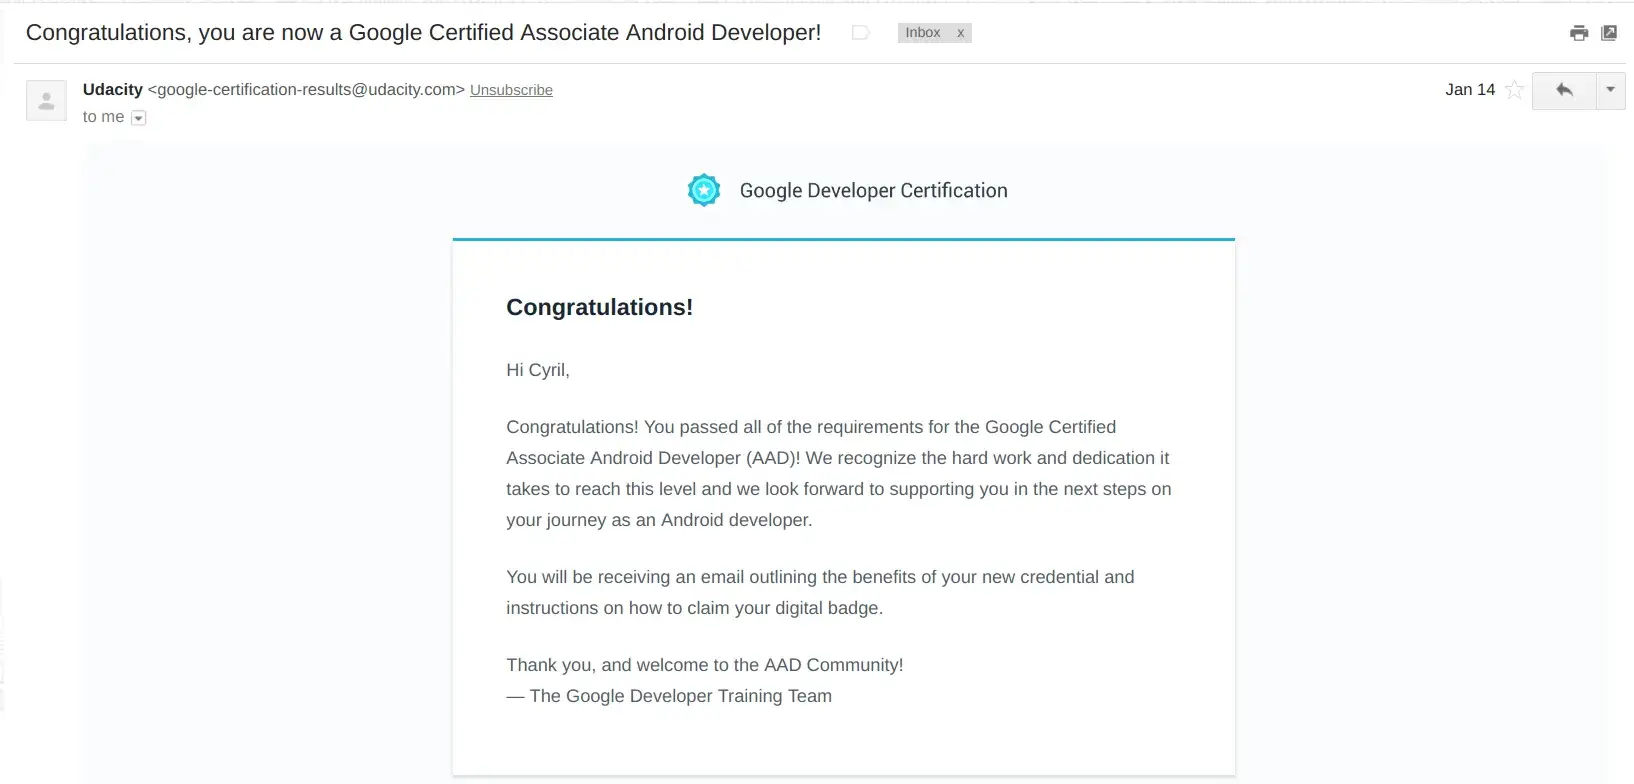 Congratulations, you are now a Google Certified Associate Android Developer!
Inbox x
Udacity <google-certification-results@udacity.com> Unsubscribe
Jan 14
to me
Google Developer Certification
Congratulations!
Hi Cyril,
Congratulations! You passed all of the requirements for the Google Certified
Associate Android Developer (AAD)! We recognize the hard work and dedication it
takes to reach this level and we look forward to supporting you in the next steps on
your journey as an Android developer.
You will be receiving an email outlining the benefits of your new credential and
instructions on how to claim your digital badge.
Thank you, and welcome to the AAD Community!
— The Google Developer Training Team